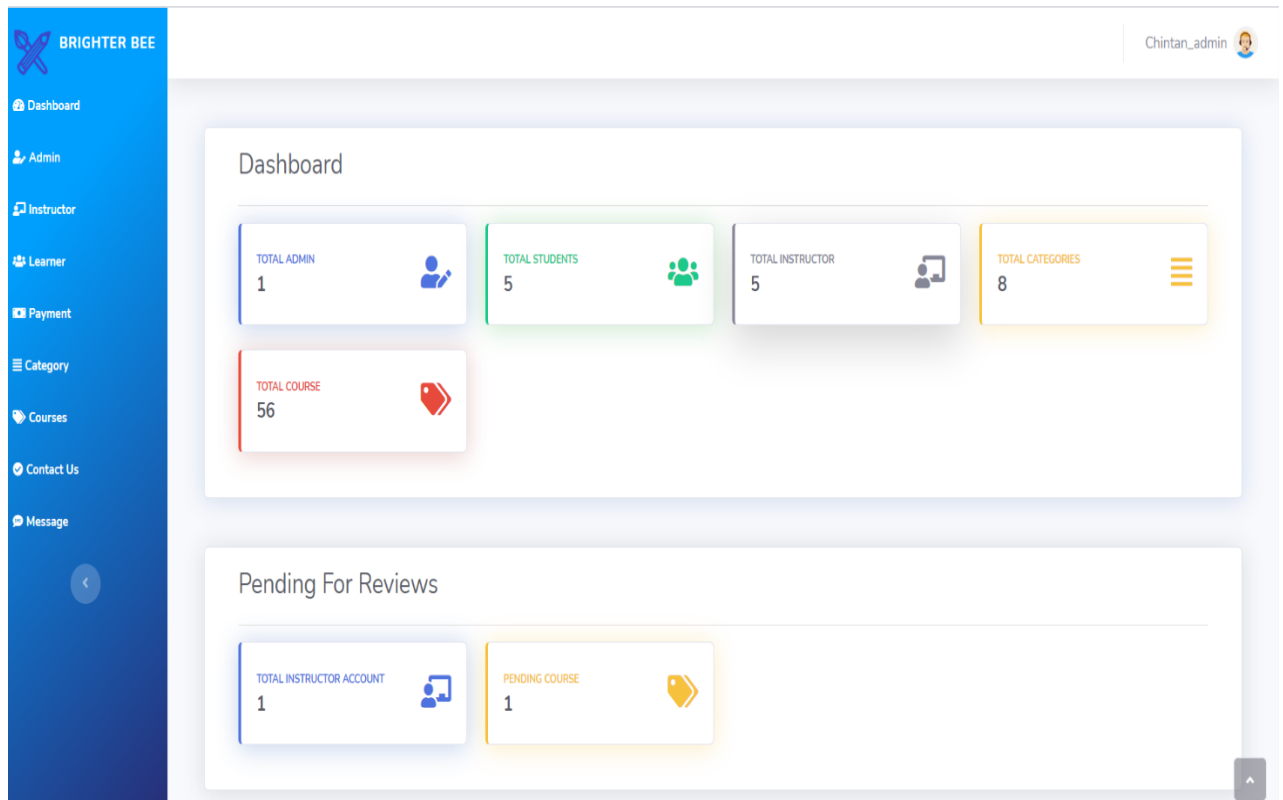 BRIGHTER BEE
Chintan_admin
Dashboard
Admin
Instructor
Learner
Payment
Category
Courses
Contact Us
Message
Dashboard
TOTAL ADMIN
1
TOTAL STUDENTS
5
TOTAL INSTRUCTOR
5
TOTAL CATEGORIES
8
TOTAL COURSE
56
Pending For Reviews
TOTAL INSTRUCTOR ACCOUNT
1
PENDING COURSE
1